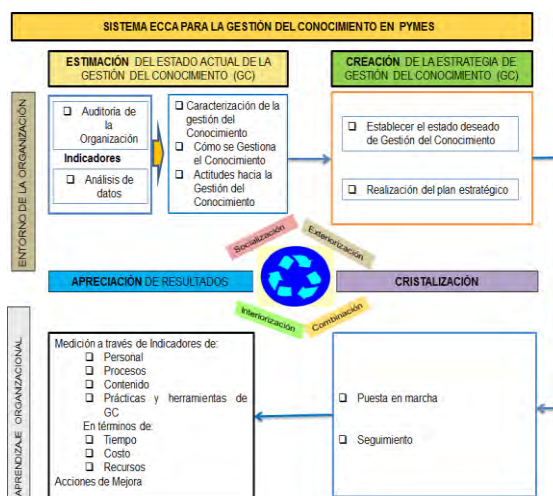 SISTEMA ECCA PARA LA GESTIÓN DEL CONOCIMIENTO EN PYMES
ESTIMACIÓN DEL ESTADO ACTUAL DE LA
GESTIÓN DEL CONOCIMIENTO (GC)
CREACIÓN DE LA ESTRATEGIA DE
GESTIÓN DEL CONOCIMIENTO (GC)
ENTORNO DE LA ORGANIZACIÓN
Auditoria de
la
Organización
Indicadores
Análisis de
datos
Caracterización de la
gestión del
Conocimiento
Cómo se Gestiona
el Conocimiento
Actitudes hacia la
Gestión del
Conocimiento
Establecer el estado deseado
de Gestión del Conocimiento
Realización del plan estratégico
Socialización
Exteriorización
APRECIACIÓN DE RESULTADOS
CRISTALIZACIÓN
Interiorización
Combinación
APRENDIZAJE ORGANIZACIONAL
Medición a través de Indicadores de:
Personal
Procesos
Contenido
Prácticas y herramientas de
GC
En términos de:
Tiempo
Costo
Recursos
Acciones de Mejora
Puesta en marcha
Seguimiento